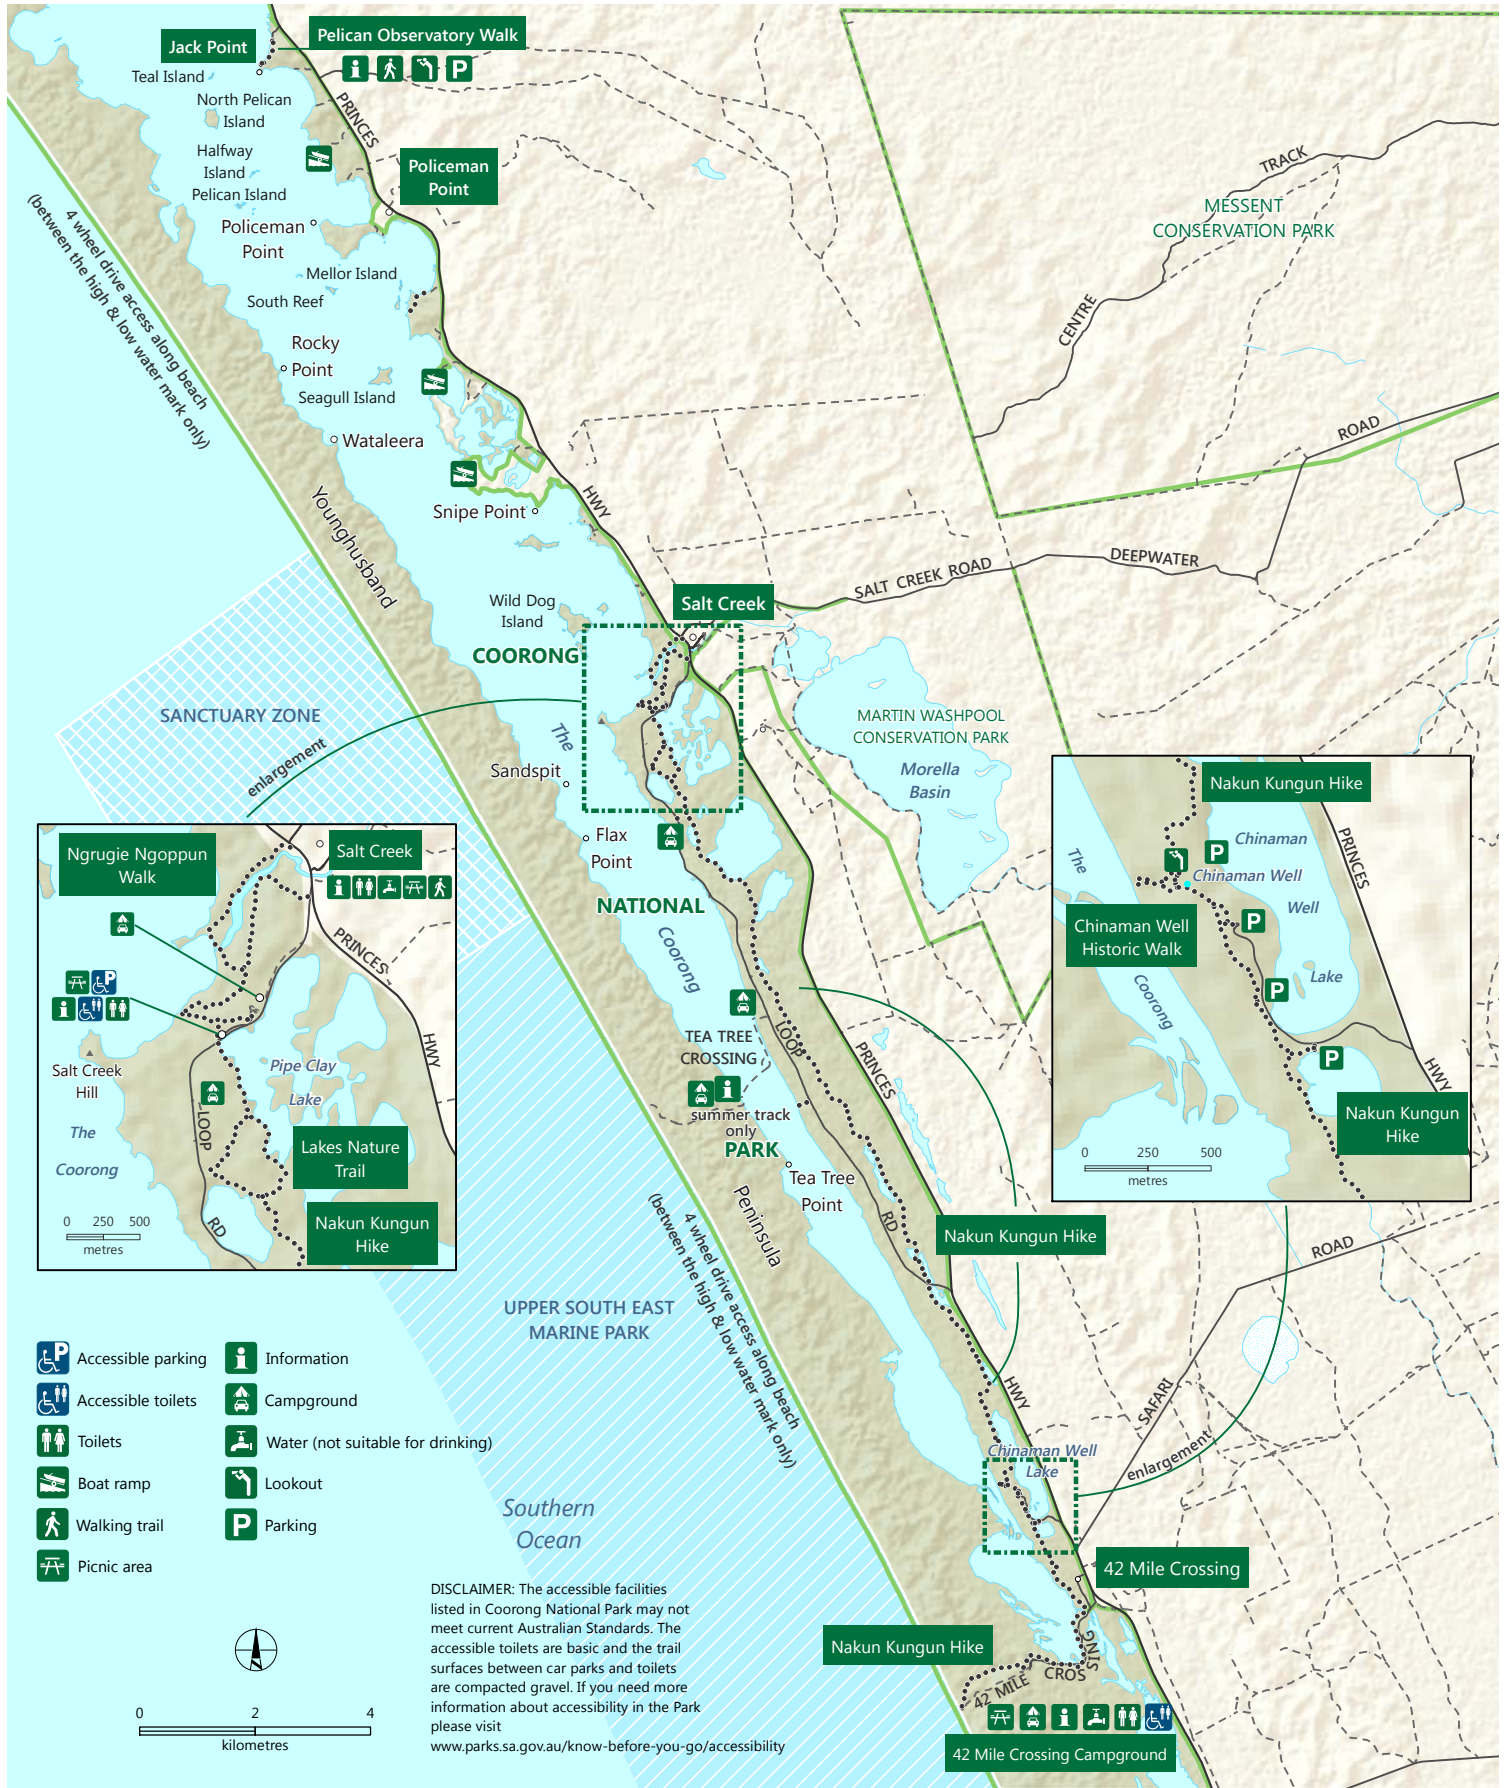 Jack Point
Pelican Observatory Walk
Teal Island
North Pelican
Island
PRINCES
Halfway
Island
Pelican Island
Policeman
Point
Policeman
Point
4 wheel drive access along beach
(between the high & low water mark only)
Mellor Island
South Reef
Rocky
Point
Seagull Island
Wataleera
Younghusband
Snipe Point
HWY
TRACK
MESSENT
CONSERVATION PARK
CENTRE
ROAD
DEEPWATER
SALT CREEK ROAD
Salt Creek
Wild Dog
Island
COORONG
SANCTUARY ZONE
enlargement
The
Sandspit
Flax
Point
MARTIN WASHPOOL
CONSERVATION PARK
Morella
Basin
NATIONAL
Coorong
TEA TREE
CROSSING
LOOP
PRINCES
summer track
only
PARK
Tea Tree
Point
Peninsula
RD
4 wheel drive access along beach
(between the high & low water mark only)
Nakun Kungun Hike
Ngrugie Ngoppun
Walk
Salt Creek
PRINCES
HWY
Salt Creek
Hill
Pipe Clay
Lake
The
Coorong
LOOP
Lakes Nature
Trail
RD
Nakun Kungun
Hike
0 250 500
metres
Nakun Kungun Hike
PRINCES
The
Chinaman
Chinaman Well
Well
Chinaman Well
Historic Walk
Lake
Coorong
HWY
Nakun Kungun
Hike
0 250 500
metres
ROAD
SAFARI
enlargement
HWY
Chinaman Well
Lake
42 Mile Crossing
Nakun Kungun Hike
42 MILE
CROS
SING
42 Mile Crossing Campground
UPPER SOUTH EAST
MARINE PARK
Southern
Ocean
P Accessible parking
Accessible toilets
Toilets
Boat ramp
Walking trail
Picnic area
Information
Campground
Water (not suitable for drinking)
Lookout
P Parking
0 2 4
kilometres
DISCLAIMER: The accessible facilities
listed in Coorong National Park may not
meet current Australian Standards. The
accessible toilets are basic and the trail
surfaces between car parks and toilets
are compacted gravel. If you need more
information about accessibility in the Park
please visit
www.parks.sa.gov.au/know-before-you-go/accessibility